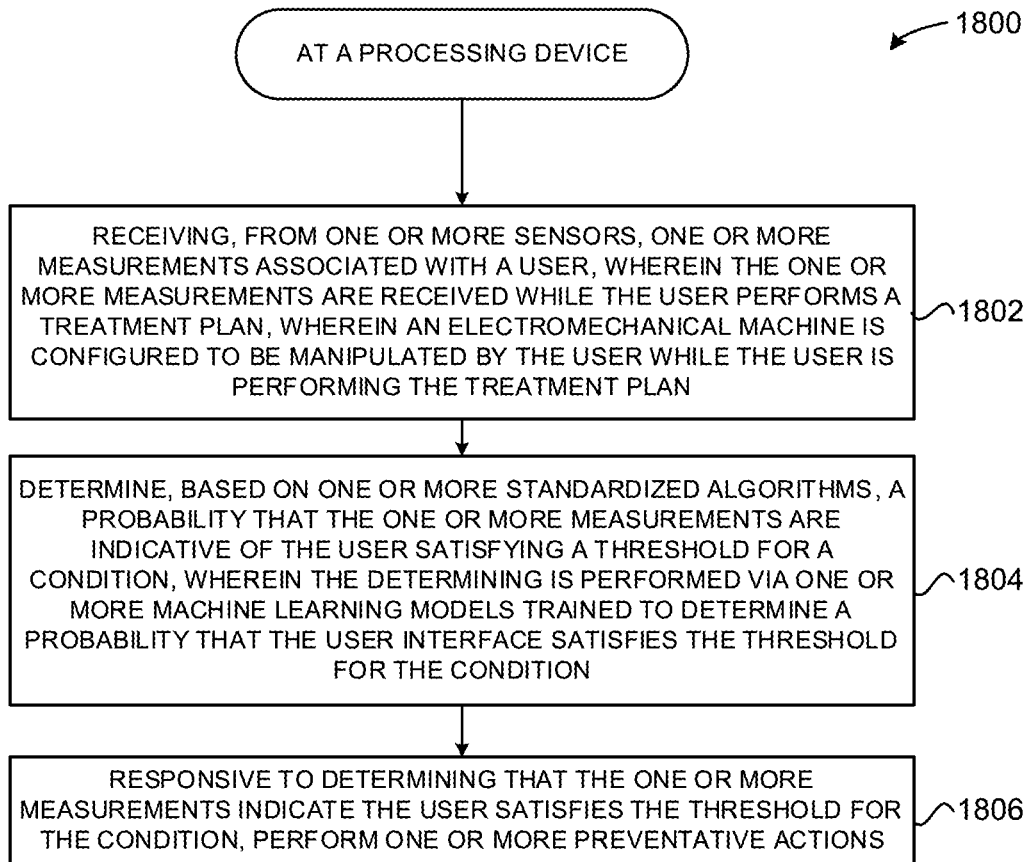 1800
AT A PROCESSING DEVICE
RECEIVING, FROM ONE OR MORE SENSORS, ONE OR MORE
MEASUREMENTS ASSOCIATED WITH A USER, WHEREIN THE ONE OR
MORE MEASUREMENTS ARE RECEIVED WHILE THE USER PERFORMS A
TREATMENT PLAN, WHEREIN AN ELECTROMECHANICAL MACHINE IS
CONFIGURED TO BE MANIPULATED BY THE USER WHILE THE USER IS
PERFORMING THE TREATMENT PLAN
1802
DETERMINE, BASED ON ONE OR MORE STANDARDIZED ALGORITHMS, A
PROBABILITY THAT THE ONE OR MORE MEASUREMENTS ARE
INDICATIVE OF THE USER SATISFYING A THRESHOLD FOR A
CONDITION, WHEREIN THE DETERMINING IS PERFORMED VIA ONE OR
MORE MACHINE LEARNING MODELS TRAINED TO DETERMINE A
PROBABILITY THAT THE USER INTERFACE SATISFIES THE THRESHOLD
FOR THE CONDITION
1804
RESPONSIVE TO DETERMINING THAT THE ONE OR MORE
MEASUREMENTS INDICATE THE USER SATISFIES THE THRESHOLD FOR
THE CONDITION, PERFORM ONE OR MORE PREVENTATIVE ACTIONS
1806